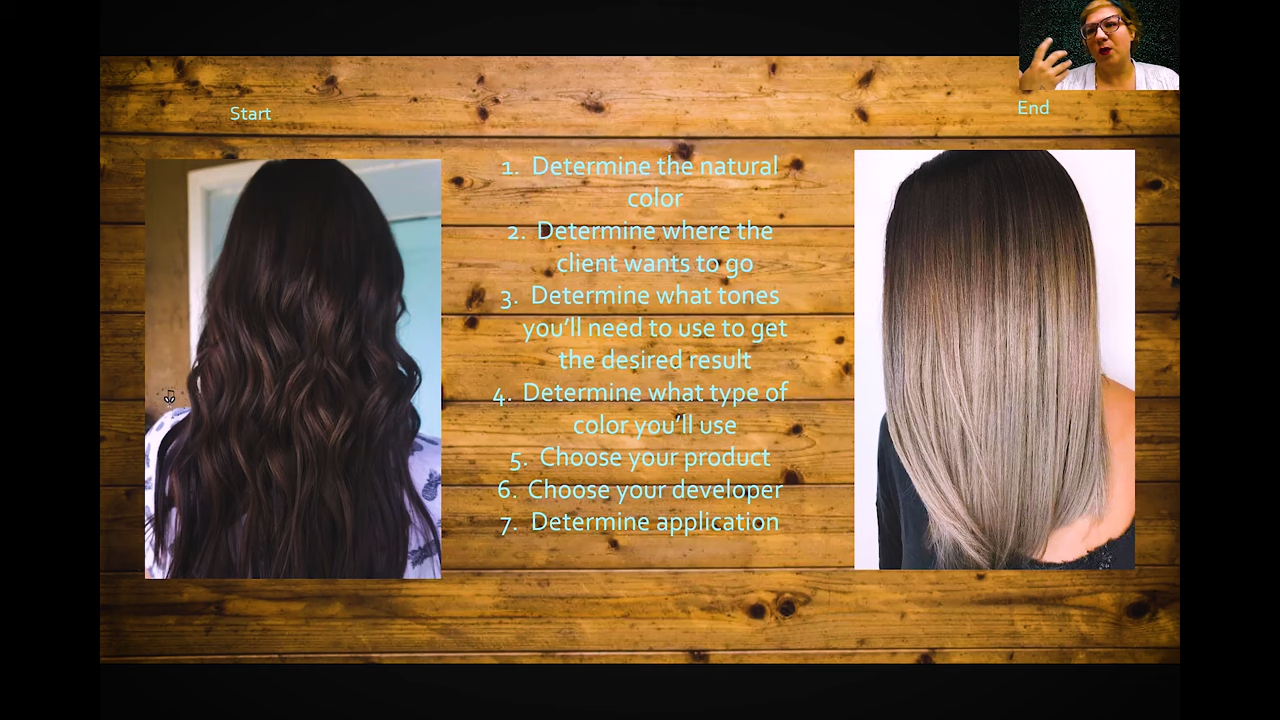 Start
End
1. Determine the natural
color
2. Determine where the
client wants to go
3. Determine what tones
you'll need to use to get
the desired result
4. Determine what type of
color you'll use
5. Choose your product
6. Choose your developer
7. Determine application